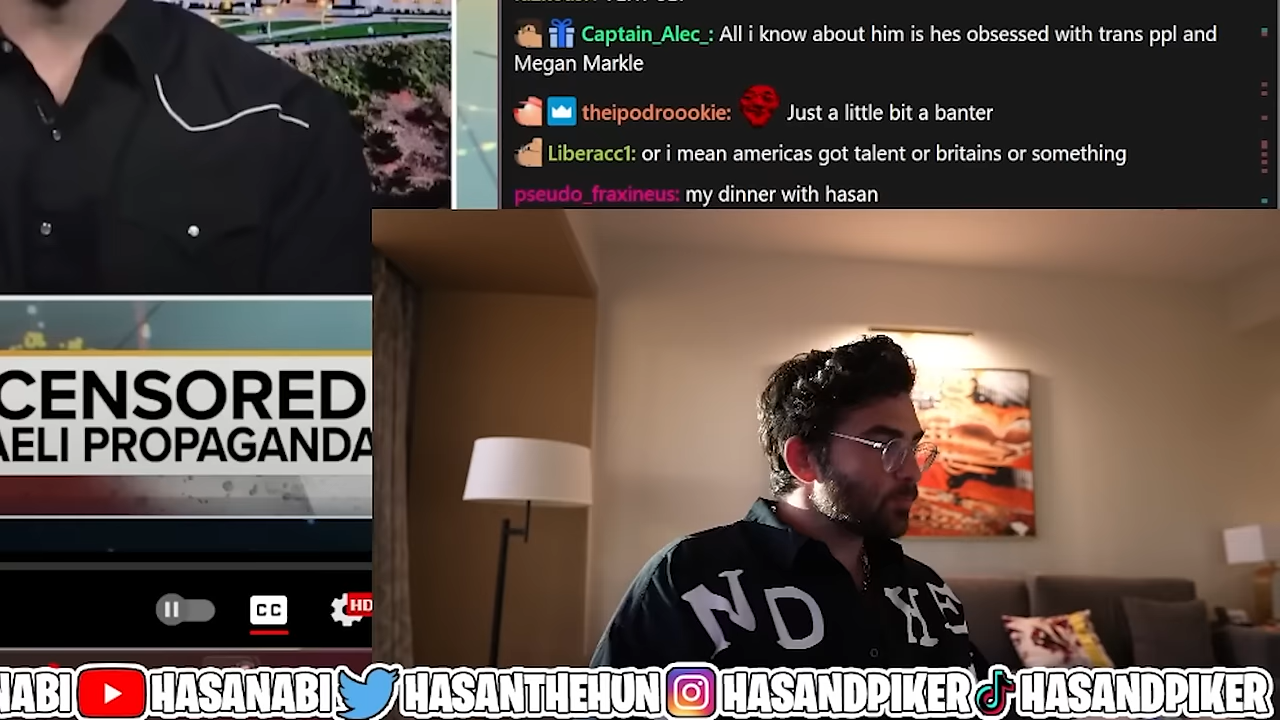 Captain_Alec_: All i know about him is hes obsessed with trans ppl and
Megan Markle
theipodroookie: Just a little bit a banter
Liberacc1: or i mean americas got talent or britains or something
pseudo_fraxineus: my dinner with hasan
CENSORED
AELI PROPAGANDA
ND KE
CC
HD
NABI HASANABI HASANTHEHUN HASANDPIKER HASANDPIKER